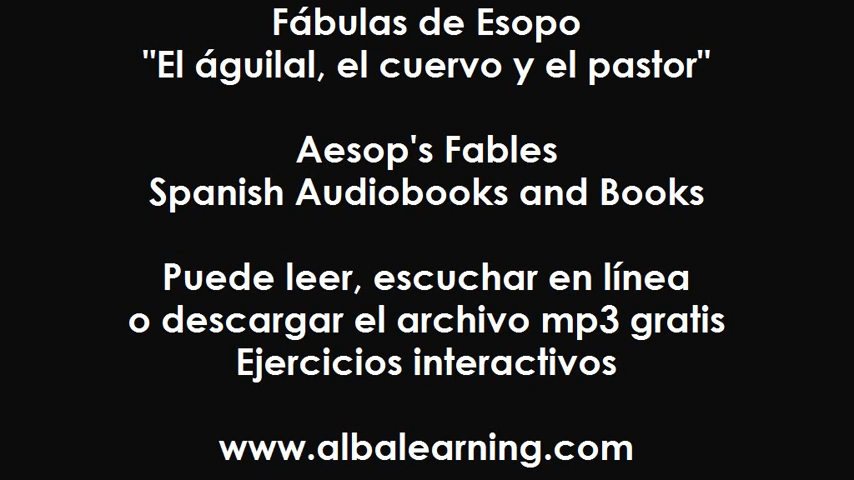 Fábulas de Esopo
"El águilal, el cuervo y el pastor"
Aesop's Fables
Spanish Audiobooks and Books
Puede leer, escuchar en línea
o descargar el archivo mp3 gratis
Ejercicios interactivos
www.albalearning.com